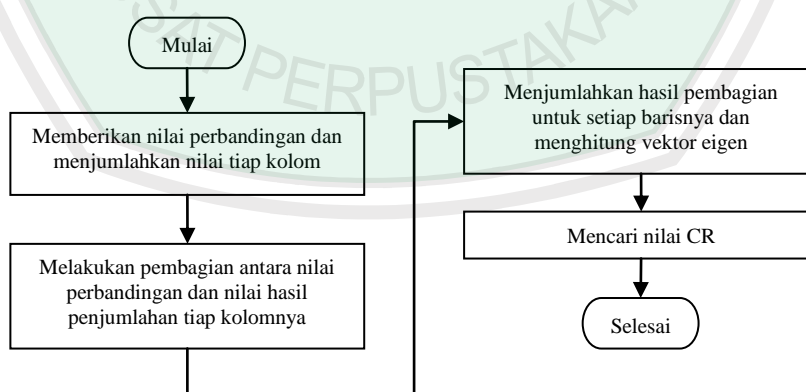 Mulai
Memberikan nilai perbandingan dan
menjumlahkan nilai tiap kolom
Melakukan pembagian antara nilai
perbandingan dan nilai hasil
penjumlahan tiap kolomnya
Menjumlahkan hasil pembagian
untuk setiap barisnya dan
menghitung vektor eigen
Mencari nilai CR
Selesai
PERPUSTAKA